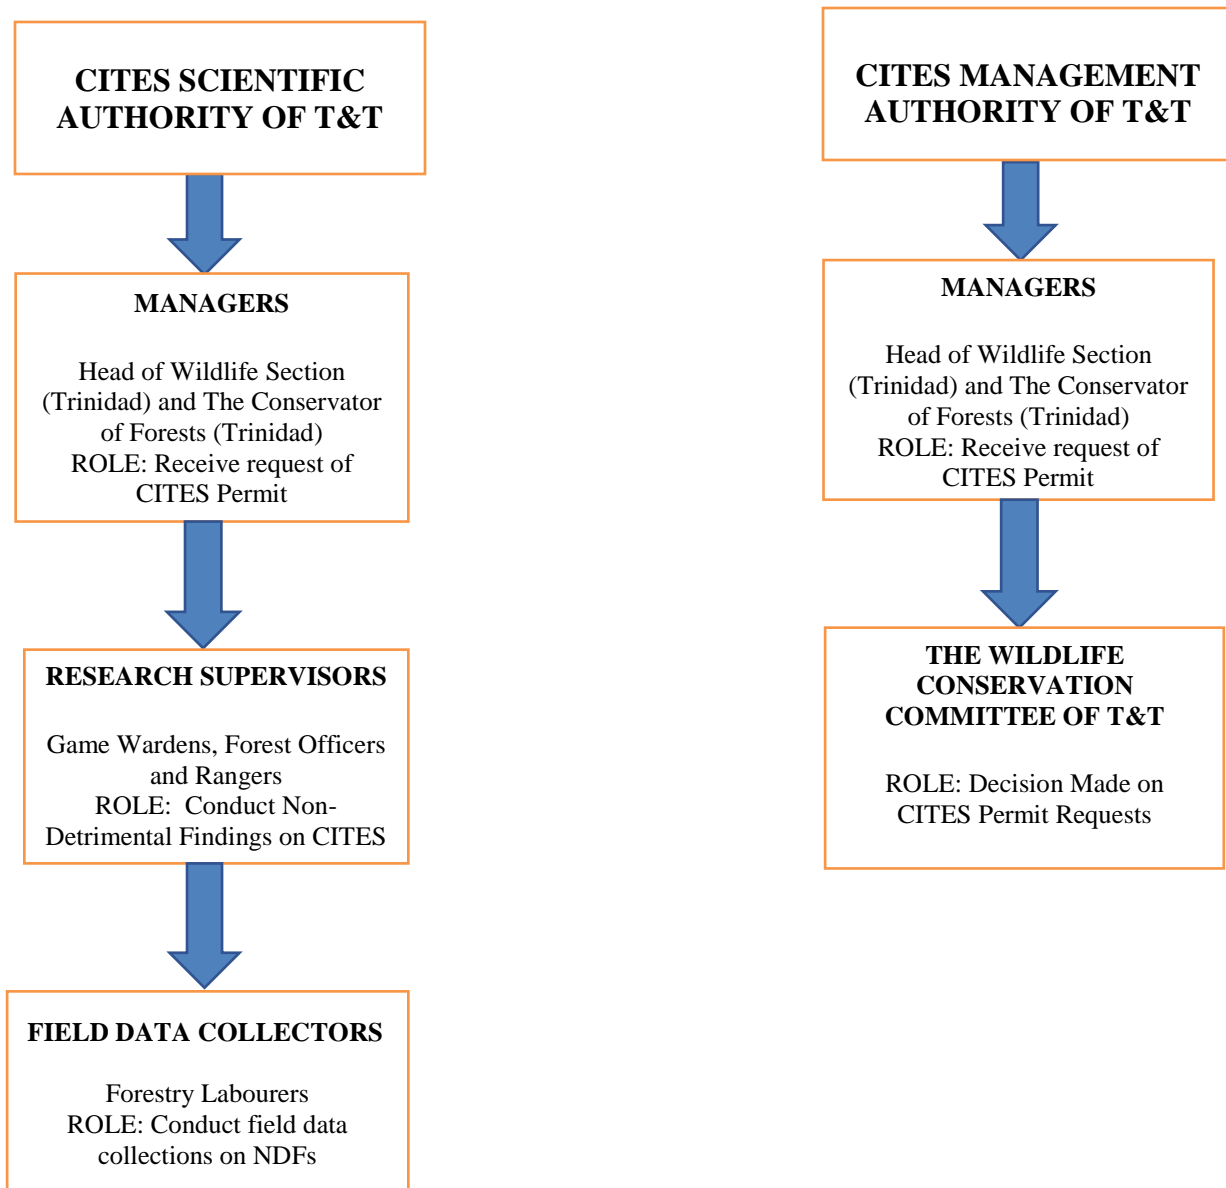 CITES SCIENTIFIC
AUTHORITY OF T&T
MANAGERS
Head of Wildlife Section
(Trinidad) and The Conservator
of Forests (Trinidad)
ROLE: Receive request of
CITES Permit
RESEARCH SUPERVISORS
Game Wardens, Forest Officers
and Rangers
ROLE: Conduct Non-
Detrimental Findings on CITES
FIELD DATA COLLECTORS
Forestry Labourers
ROLE: Conduct field data
collections on NDFs
CITES MANAGEMENT
AUTHORITY OF T&T
MANAGERS
Head of Wildlife Section
(Trinidad) and The Conservator
of Forests (Trinidad)
ROLE: Receive request of
CITES Permit
THE WILDLIFE
CONSERVATION
COMMITTEE OF T&T
ROLE: Decision Made on
CITES Permit Requests